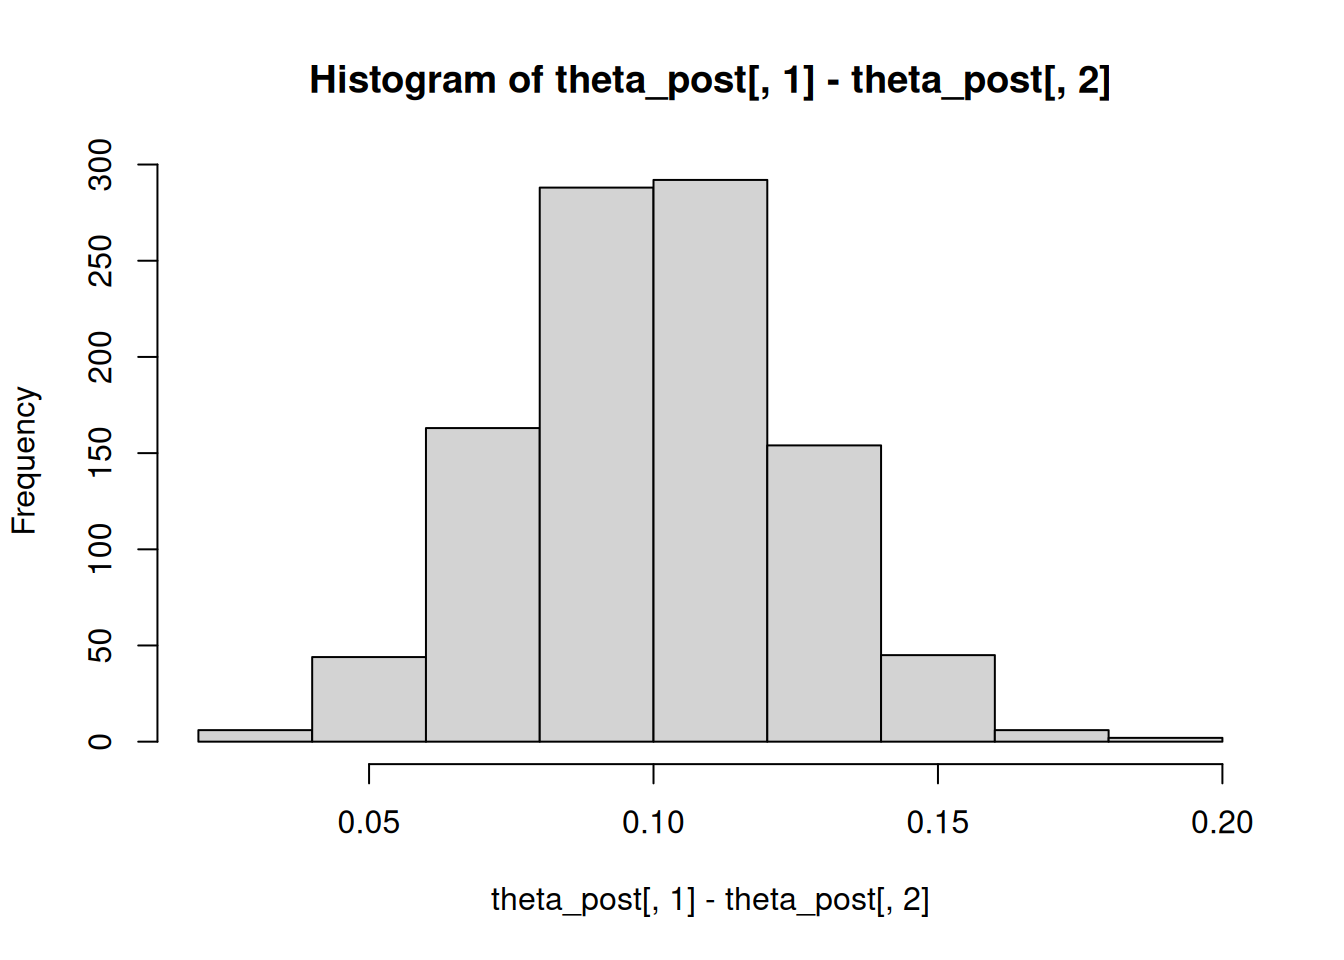 Histogram of theta_post[, 1] - theta_post[, 2]
300
250
200
150
100
50
0
Frequency
0.05 0.10 0.15 0.20
theta_post[, 1] - theta_post[, 2]